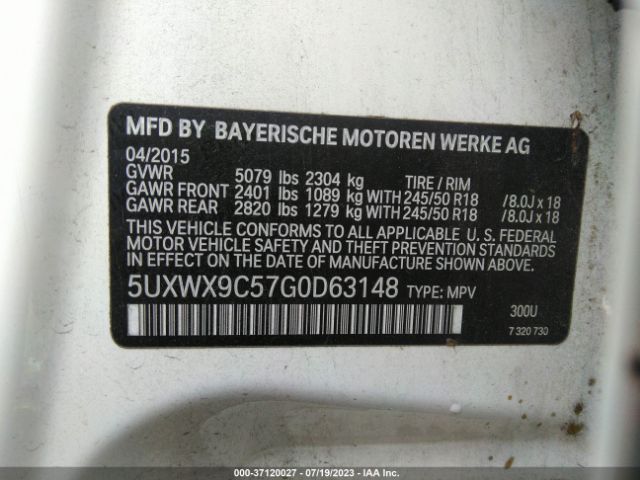 MFD BY BAYERISCHE MOTOREN WERKE AG
04/2015
GVWR 5079 lbs 2304 kg TIRE / RIM
GAWR FRONT 2401 lbs 1089 kg WITH 245/50 R18 /8.0J x 18
GAWR REAR 2820 lbs 1279 kg WITH 245/50 R18 /8.0J x 18
THIS VEHICLE CONFORMS TO ALL APPLICABLE U. S. FEDERAL
MOTOR VEHICLE SAFETY AND THEFT PREVENTION STANDARDS
IN EFFECT ON THE DATE OF MANUFACTURE SHOWN ABOVE.
5UXWX9C57G0D63148 TYPE: MPV
300U
7 320 730
000-37120027 - 07/19/2023 - IAA Inc.